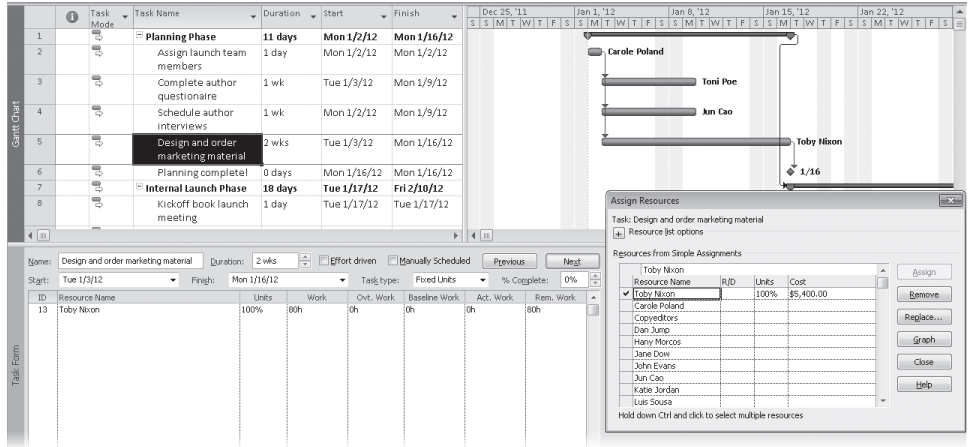 Task Mode Task Name Duration Start Finish
Dec 25, '11 Jan 1, '12 Jan 8, '12 Jan 15, '12 Jan 22, '12
S S M T W T F S S M T W T F S S M T W T F S S M T W T F S S M T W T F S
1 Planning Phase 11 days Mon 1/2/12 Mon 1/16/12
2 Assign launch team members 1 day Mon 1/2/12 Mon 1/2/12 Carole Poland
3 Complete author questionaire 1 wk Tue 1/3/12 Mon 1/9/12 Toni Poe
4 Schedule author interviews 1 wk Tue 1/3/12 Mon 1/9/12 Jun Cao
5 Design and order marketing material 2 wks Tue 1/3/12 Mon 1/16/12 Toby Nixon
6 Planning complete! 0 days Mon 1/16/12 Mon 1/16/12 1/16
7 Internal Launch Phase 18 days Tue 1/17/12 Fri 2/10/12
8 Kickoff book launch meeting 1 day Tue 1/17/12 Tue 1/17/12
Gantt Chart
Name: Design and order marketing material Duration: 2 wks Effort driven Manually Scheduled Previous Next
Start: Tue 1/3/12 Finish: Mon 1/16/12 Task type: Fixed Units % Complete: 0%
ID Resource Name Units Work Ovt. Work Baseline Work Act. Work Rem. Work
13 Toby Nixon 100% 80h 0h 0h 0h 80h
Task Form
Assign Resources
Task: Design and order marketing material
Resource list options
Resources from Simple Assignments
Toby Nixon
Resource Name R/D Units Cost
Toby Nixon 100% $5,400.00
Carole Poland
Copyeditors
Dan Jump
Hany Morcos
Jane Dow
John Evans
Jun Cao
Katie Jordan
Luis Sousa
Assign
Remove
Replace...
Graph
Close
Help
Hold down Ctrl and click to select multiple resources